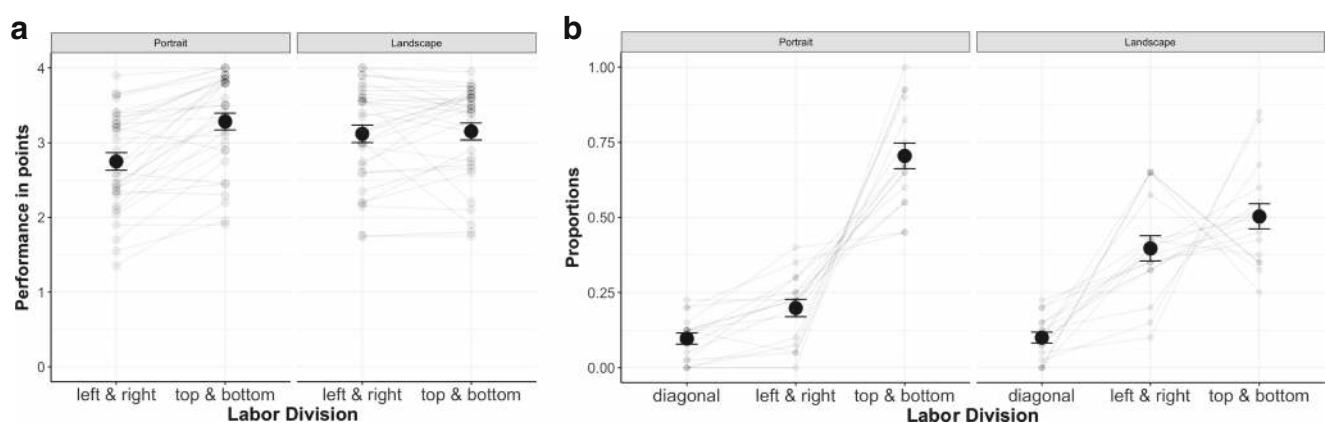 a
Portrait
Landscape
Performance in points
4
3
2
1
0
left & right
top & bottom
left & right
top & bottom
Labor Division
b
Portrait
Landscape
Proportions
1.00
0.75
0.50
0.25
0.00
diagonal
left & right
top & bottom
diagonal
left & right
top & bottom
Labor Division